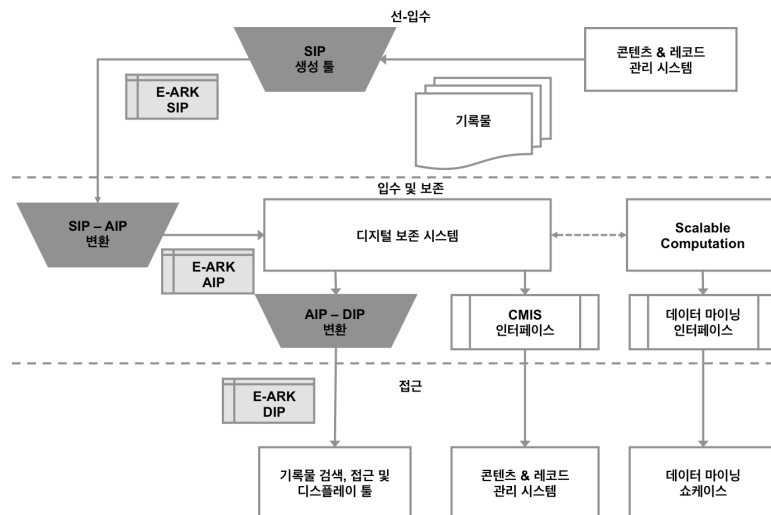 선-입수
SIP
생성 툴
콘텐츠 & 레코드
관리 시스템
E-ARK
SIP
기록물
입수 및 보존
SIP – AIP
변환
디지털 보존 시스템
Scalable
Computation
E-ARK
AIP
AIP – DIP
변환
CMIS
인터페이스
데이터 마이닝
인터페이스
접근
E-ARK
DIP
기록물 검색, 접근 및
디스플레이 툴
콘텐츠 & 레코드
관리 시스템
데이터 마이닝
쇼케이스